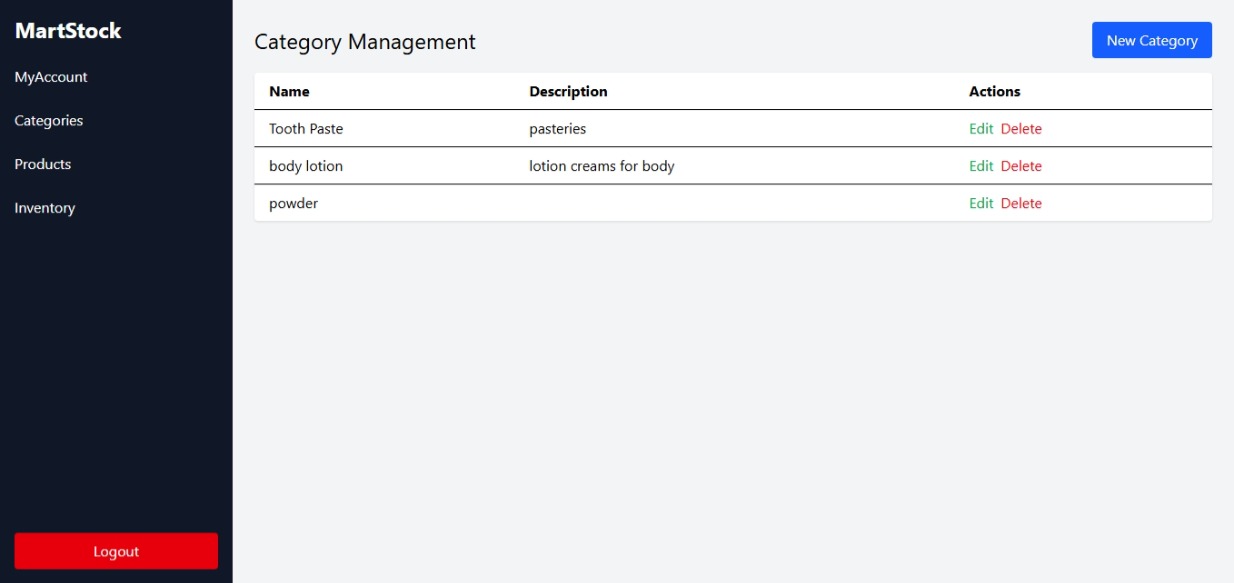 MartStock
MyAccount
Categories
Products
Inventory
Logout
Category Management
New Category
Name Description Actions
Tooth Paste pasteries Edit Delete
body lotion lotion creams for body Edit Delete
powder Edit Delete